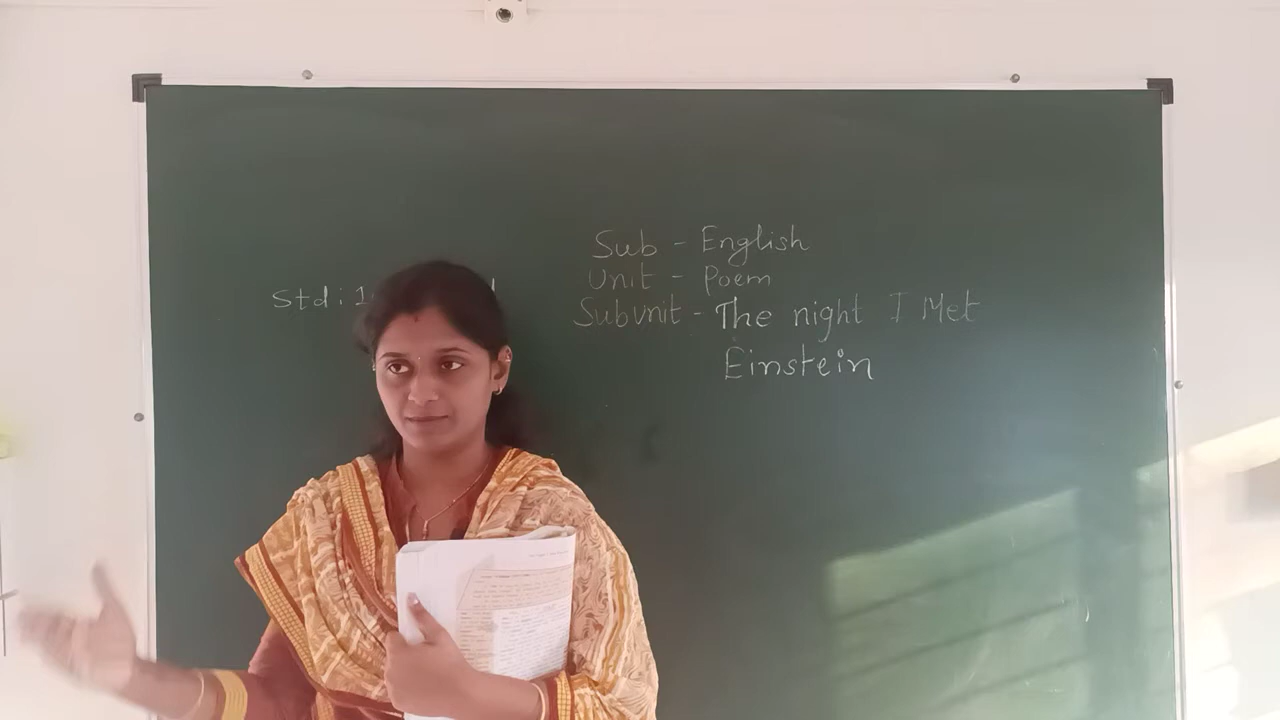 Sub - English
Unit - Poem
Std : 1
Subunit - The night I Met
Einstein